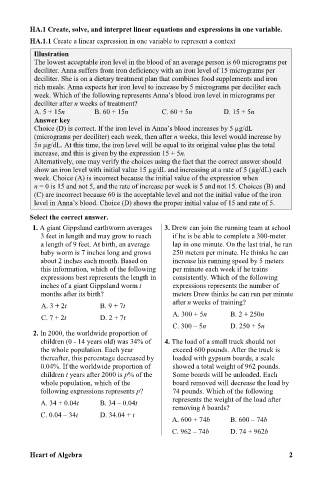 HA.1 Create, solve, and interpret linear equations and expressions in one variable.
HA.1.1 Create a linear expression in one variable to represent a context
Illustration
The lowest acceptable iron level in the blood of an average person is 60 micrograms per
deciliter. Anna suffers from iron deficiency with an iron level of 15 micrograms per
deciliter. She is on a dietary treatment plan that combines food supplements and iron
rich meals. Anna expects her iron level to increase by 5 micrograms per deciliter each
week. Which of the following represents Anna's blood iron level in micrograms per
deciliter after n weeks of treatment?
A. 5 + 15n B. 60 + 15n C. 60 + 5n D. 15 + 5n
Answer key
Choice (D) is correct. If the iron level in Anna's blood increases by 5 μg/dL
(micrograms per deciliter) each week, then after n weeks, this level would increase by
5n μg/dL. At this time, the iron level will be equal to its original value plus the total
increase, and this is given by the expression 15 + 5n.
Alternatively, one may verify the choices using the fact that the correct answer should
show an iron level with initial value 15 μg/dL and increasing at a rate of 5 (μg/dL) each
week. Choice (A) is incorrect because the initial value of the expression when
n = 0 is 15 and not 5, and the rate of increase per week is 5 and not 15. Choices (B) and
(C) are incorrect because 60 is the acceptable level and not the initial value of the iron
level in Anna's blood. Choice (D) shows the proper initial value of 15 and rate of 5.
Select the correct answer.
1. A giant Gippsland earthworm averages
3 feet in length and may grow to reach
a length of 9 feet. At birth, an average
baby worm is 7 inches long and grows
about 2 inches each month. Based on
this information, which of the following
expressions best represents the length in
inches of a giant Gippsland worm t
months after its birth?
A. 3 + 2t B. 9 + 7t
C. 7 + 2t D. 2 + 7t
2. In 2000, the worldwide proportion of
children (0 - 14 years old) was 34% of
the whole population. Each year
thereafter, this percentage decreased by
0.04%. If the worldwide proportion of
children t years after 2000 is p% of the
whole population, which of the
following expressions represents p?
A. 34 + 0.04t B. 34 – 0.04t
C. 0.04 – 34t D. 34.04 + t
3. Drew can join the running team at school
if he is be able to complete a 300-meter
lap in one minute. On the last trial, he ran
250 meters per minute. He thinks he can
increase his running speed by 5 meters
per minute each week if he trains
consistently. Which of the following
expressions represents the number of
meters Drew thinks he can run per minute
after n weeks of training?
A. 300 + 5n B. 2 + 250n
C. 300 – 5n D. 250 + 5n
4. The load of a small truck should not
exceed 600 pounds. After the truck is
loaded with gypsum boards, a scale
showed a total weight of 962 pounds.
Some boards will be unloaded. Each
board removed will decrease the load by
74 pounds. Which of the following
represents the weight of the load after
removing b boards?
A. 600 + 74b B. 600 – 74b
C. 962 – 74b D. 74 + 962b
Heart of Algebra 2